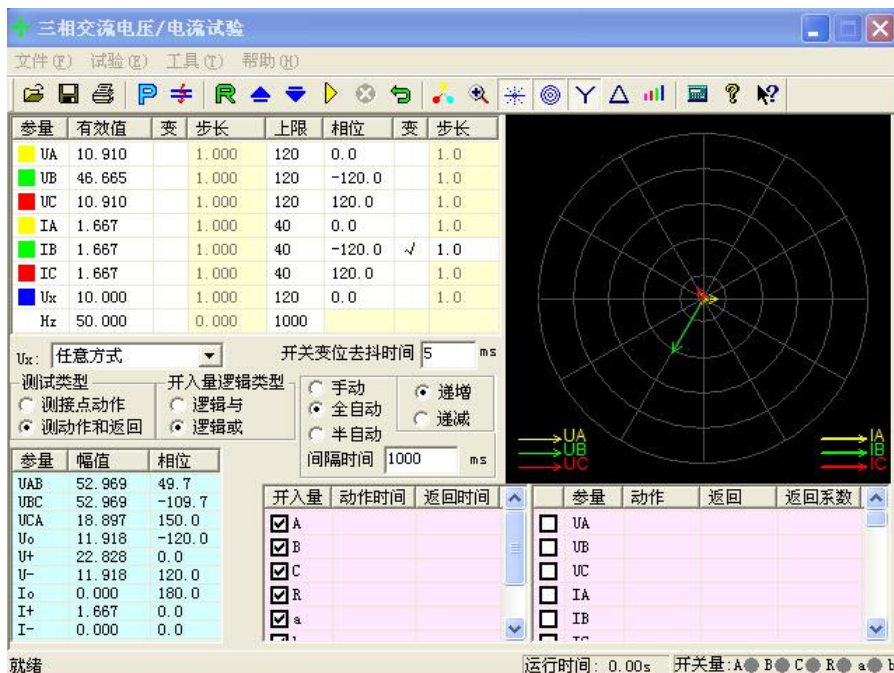 三相交流电压/电流试验
文件(F) 试验(E) 工具(T) 帮助(H)
参量 有效值 变 步长 上限 相位 变 步长
UA 10.910 1.000 120 0.0 1.0
UB 46.665 1.000 120 -120.0 1.0
UC 10.910 1.000 120 120.0 1.0
IA 1.667 1.000 40 0.0 1.0
IB 1.667 1.000 40 -120.0 √ 1.0
IC 1.667 1.000 40 120.0 1.0
Ux 10.000 1.000 120 0.0 1.0
Hz 50.000 0.000 1000
Ux: 任意方式 开关变位去抖时间 5 ms
测试类型
测接点动作
测动作和返回
开入量逻辑类型
逻辑与
逻辑或
手动
全自动
半自动
递增
递减
间隔时间 1000 ms
UA
UB
UC
IA
IB
IC
参量 幅值 相位
UAB 52.969 49.7
UBC 52.969 -109.7
UCA 18.897 150.0
Uo 11.918 -120.0
U+ 22.828 0.0
U- 11.918 120.0
Io 0.000 180.0
I+ 1.667 0.0
I- 0.000 0.0
开入量 动作时间 返回时间
A
B
C
R
a
参量 动作 返回 返回系数
UA
UB
UC
IA
IB
就绪
运行时间: 0.00s 开关量:A B C R a b